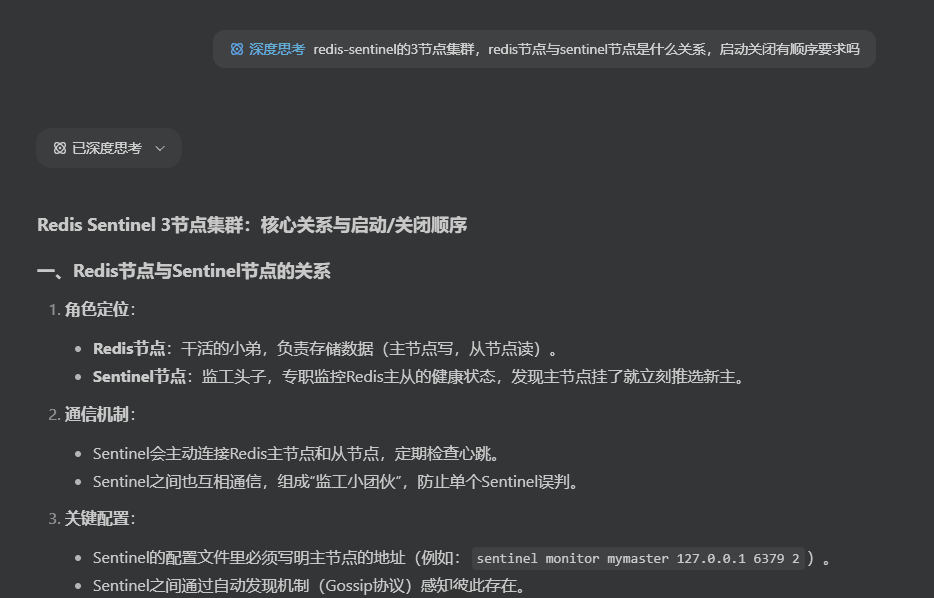 深度思考 redis-sentinel的3节点集群，redis节点与sentinel节点是什么关系，启动关闭有顺序要求吗
已深度思考
Redis Sentinel 3节点集群：核心关系与启动/关闭顺序
一、Redis节点与Sentinel节点的关系
1. 角色定位：
• Redis节点：干活的小弟，负责存储数据（主节点写，从节点读）。
• Sentinel节点：监工头子，专职监控Redis主从的健康状态，发现主节点挂了就立刻推选新主。
2. 通信机制：
• Sentinel会主动连接Redis主节点和从节点，定期检查心跳。
• Sentinel之间也互相通信，组成“监工小团伙”，防止单个Sentinel误判。
3. 关键配置：
• Sentinel的配置文件里必须写明主节点的地址（例如： sentinel monitor mymaster 127.0.0.1 6379 2 ）。
• Sentinel之间通过自动发现机制（Gossip协议）感知彼此存在。